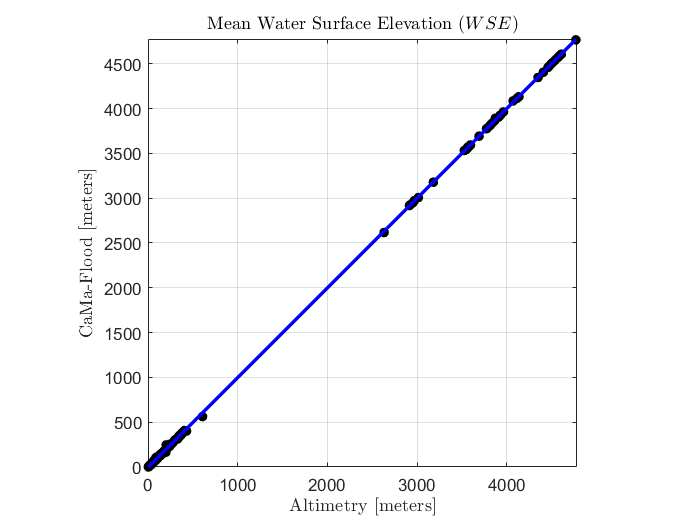 Mean Water Surface Elevation (WSE)
4500
4000
3500
3000
2500
2000
1500
1000
500
0
CaMa-Flood [meters]
0 1000 2000 3000 4000
Altimetry [meters]